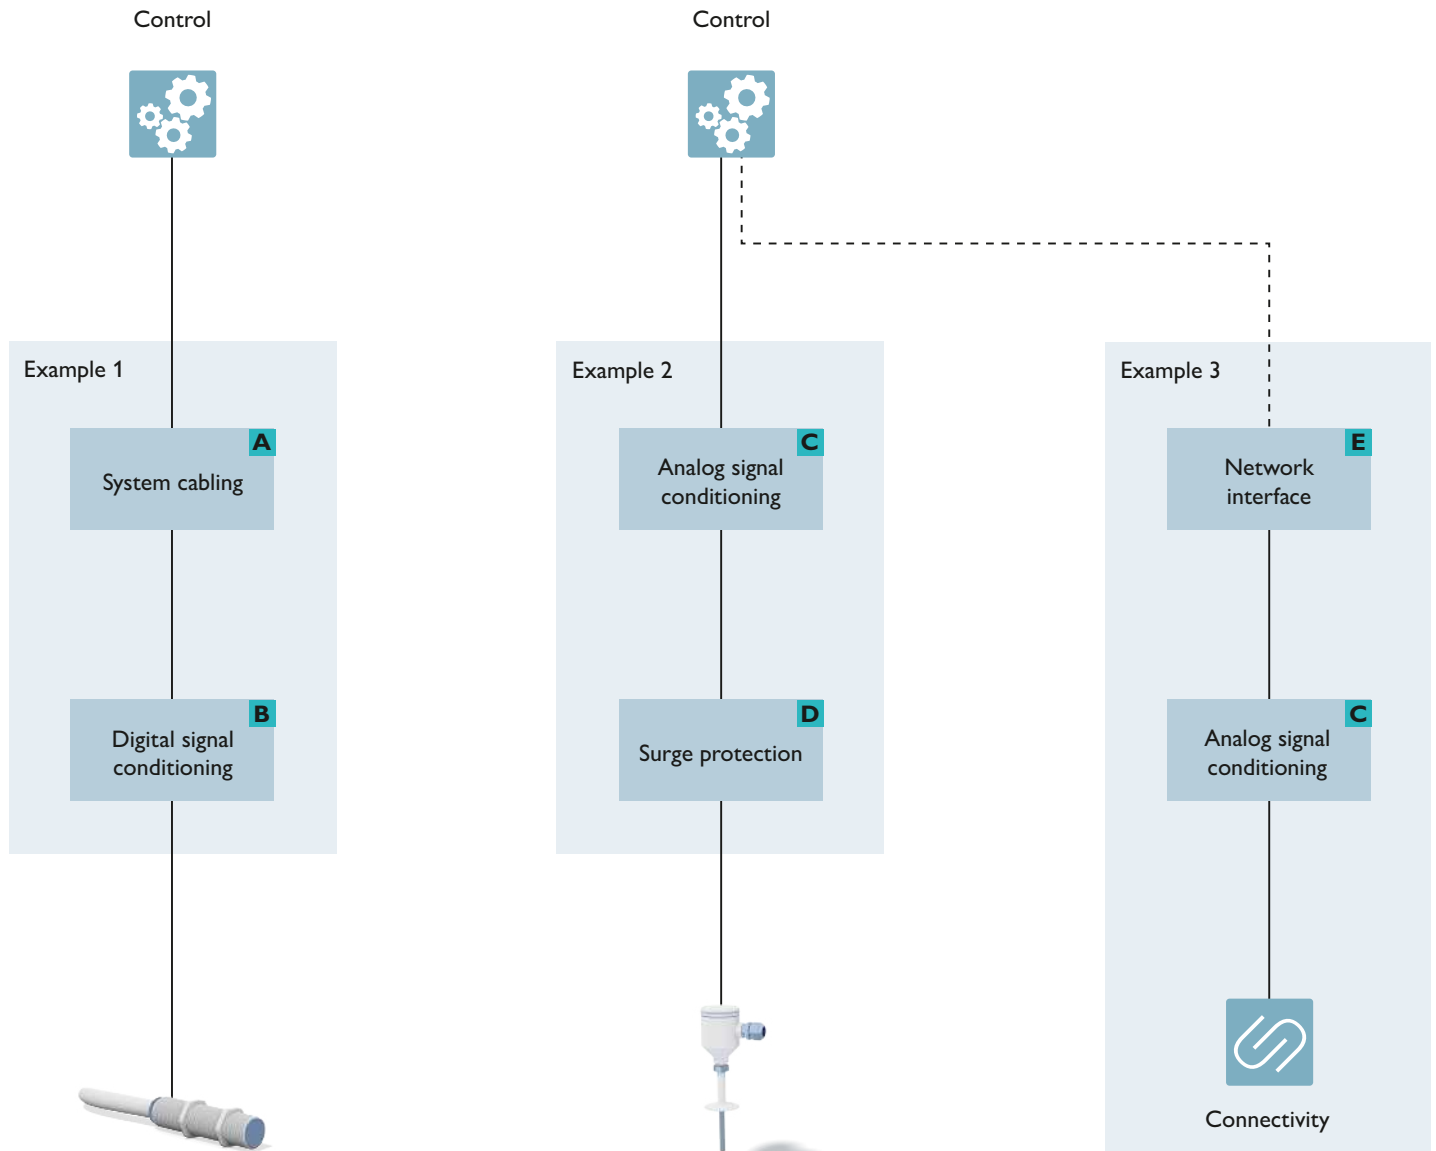 Control
Control
Example 1
Example 2
Example 3
A
System cabling
C
Analog signal
conditioning
E
Network
interface
B
Digital signal
conditioning
D
Surge protection
C
Analog signal
conditioning
Connectivity